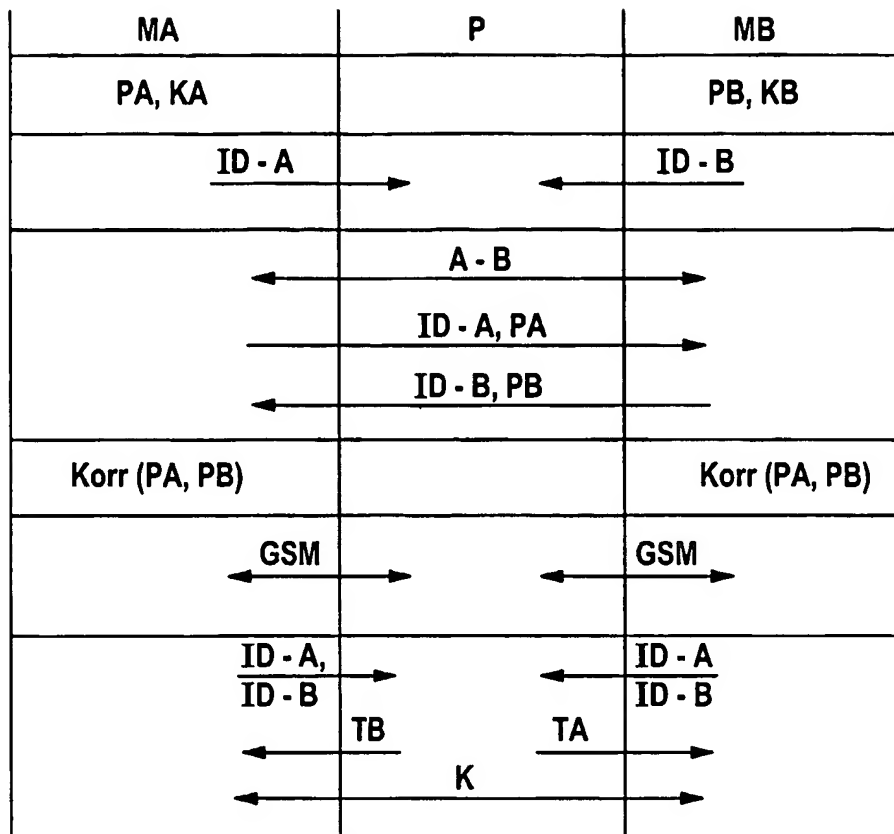 MA P MB
PA, KA PB, KB
ID - A ID - B
A - B
ID - A, PA
ID - B, PB
Korr (PA, PB) Korr (PA, PB)
GSM GSM
ID - A, ID - A
ID - B ID - B
TB TA
K